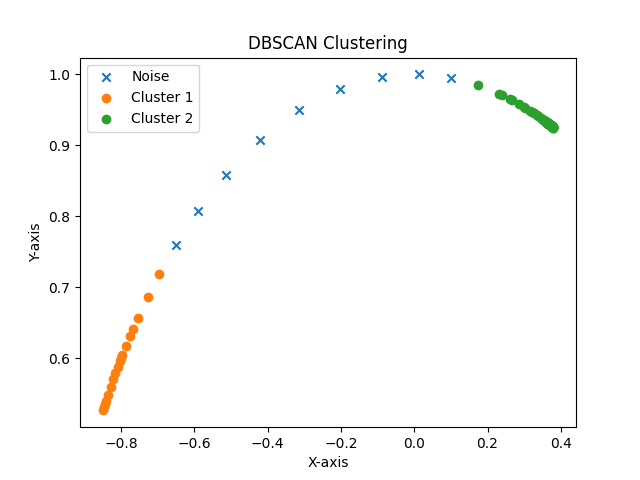 DBSCAN Clustering
Noise
Cluster 1
Cluster 2
1.0
0.9
0.8
0.7
0.6
Y-axis
−0.8 −0.6 −0.4 −0.2 0.0 0.2 0.4
X-axis